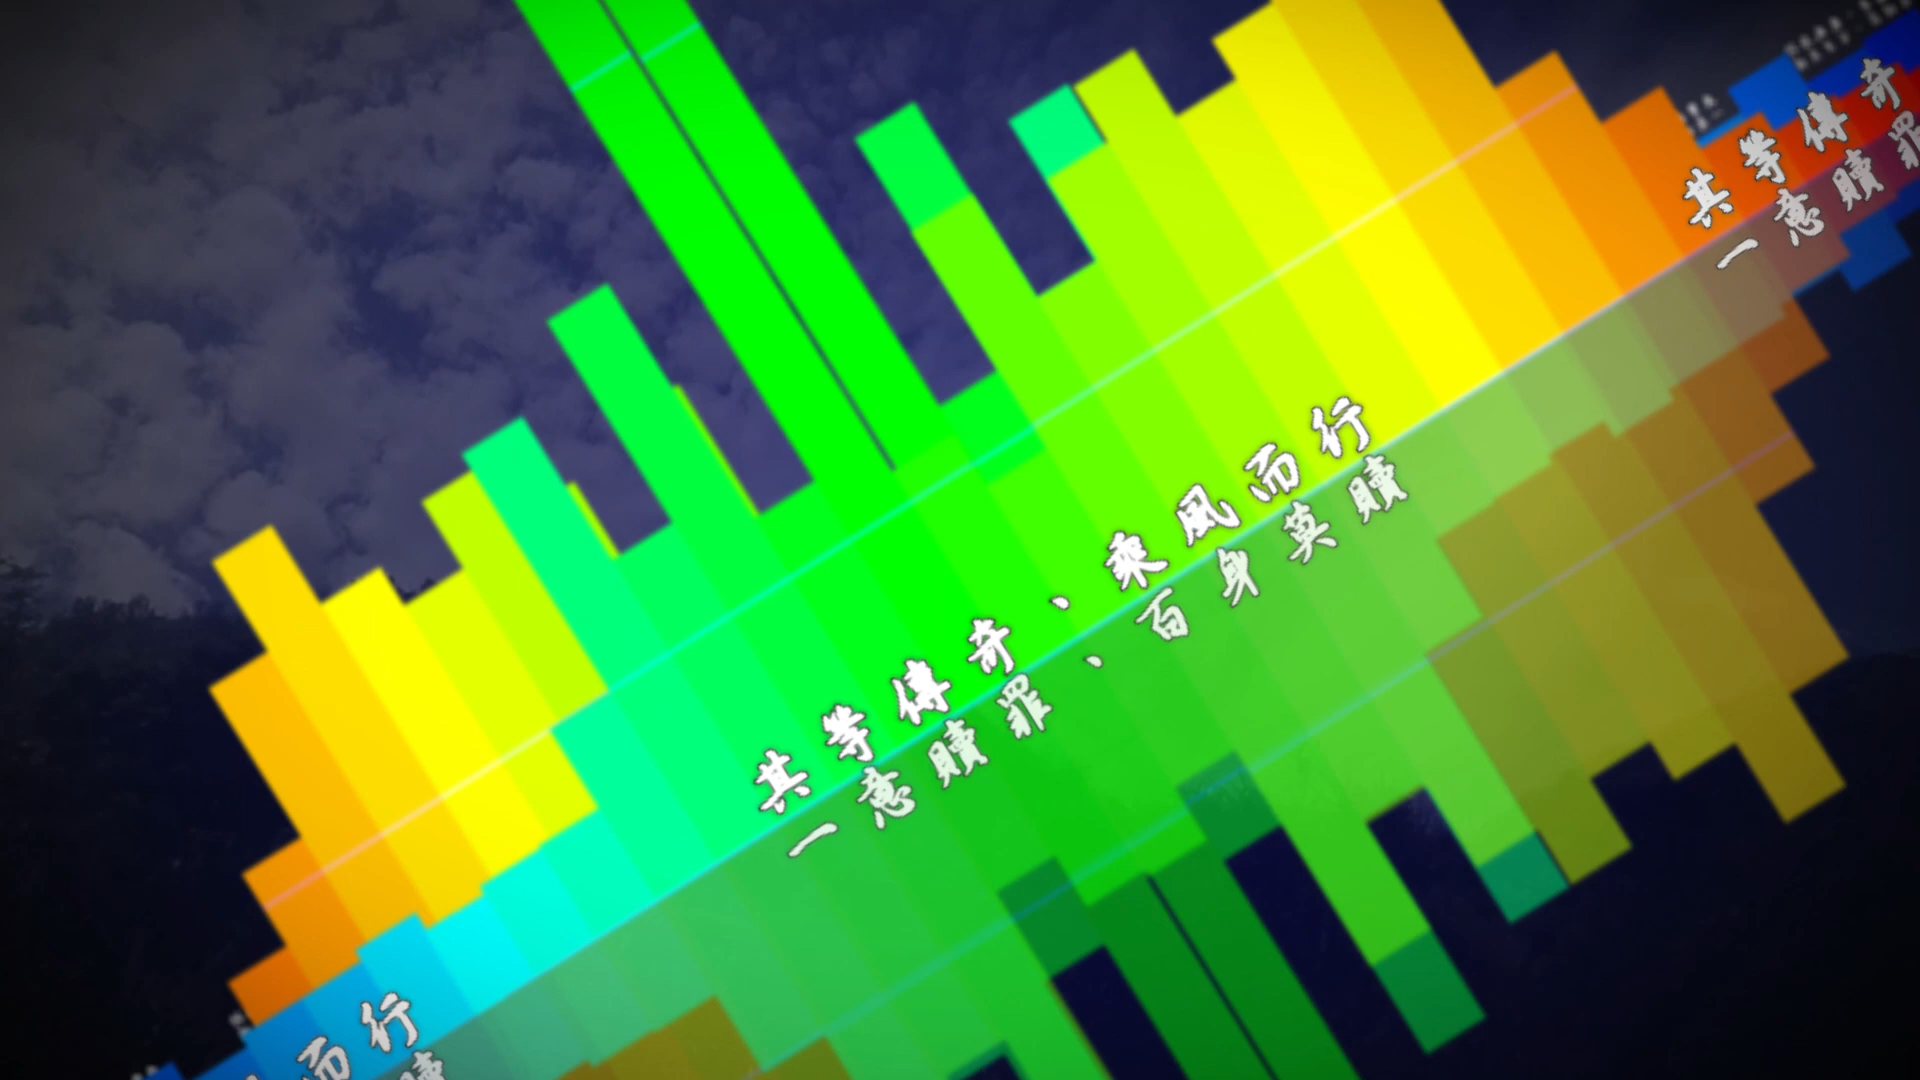 其等傳奇、乘風而行
一意贖罪、百身莫贖
其等傳奇
一意贖罪
而行
贖